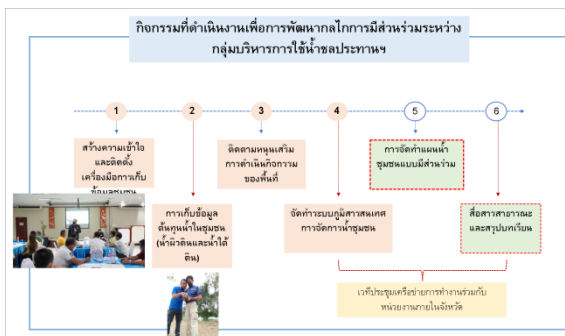 กิจกรรมที่ดำเนินงานเพื่อการพัฒนากลไกการมีส่วนร่วมระหว่าง
กลุ่มบริหารการใช้น้ำชลประทานฯ
1
2
3
4
5
6
สร้างความเข้าใจ
และติดตั้ง
เครื่องมือการเก็บ
ข้อมูลชุมชน
การเก็บข้อมูล
ต้นทุนน้ำในชุมชน
(น้ำผิวดินและน้ำใต้
ดิน)
ติดตามหนุนเสริม
การดำเนินกิจกรรม
ของพื้นที่
จัดทำระบบภูมิสารสนเทศ
การจัดการน้ำชุมชน
การจัดทำแผนน้ำ
ชุมชนแบบมีส่วนร่วม
สื่อสารสาธารณะ
และสรุปบทเรียน
เวทีประชุมเครือข่ายการทำงานร่วมกับ
หน่วยงานภายในจังหวัด